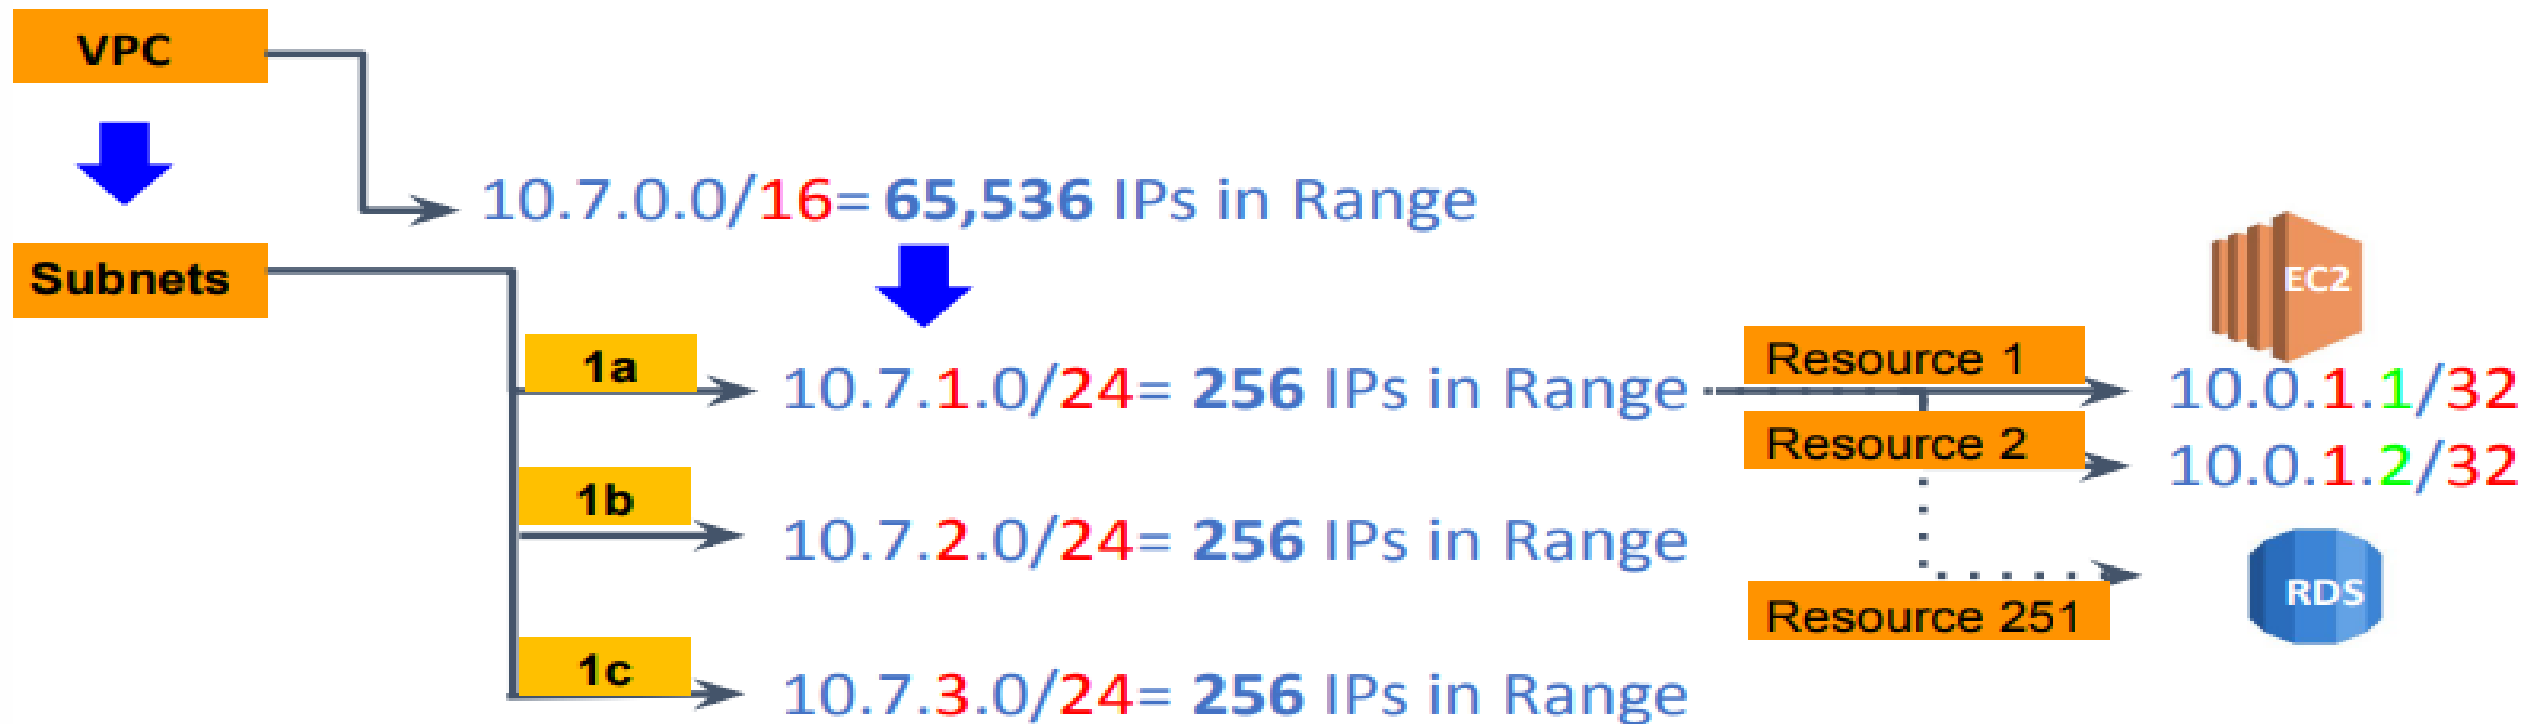 VPC
10.7.0.0/16= 65,536 IPs in Range
Subnets
1a
10.7.1.0/24= 256 IPs in Range
Resource 1
EC2
10.0.1.1/32
Resource 2
10.0.1.2/32
1b
10.7.2.0/24= 256 IPs in Range
RDS
Resource 251
1c
10.7.3.0/24= 256 IPs in Range